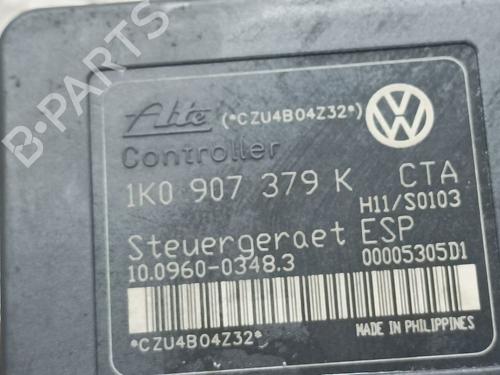 B-PARTS
Ate (*CZU4B04Z32*)
Controller
1K0 907 379 K CTA
H11/S0103
Steuergeraet ESP
10.0960-0348.3 00005305D1
*CZU4B04Z32*
MADE IN PHILIPPINES